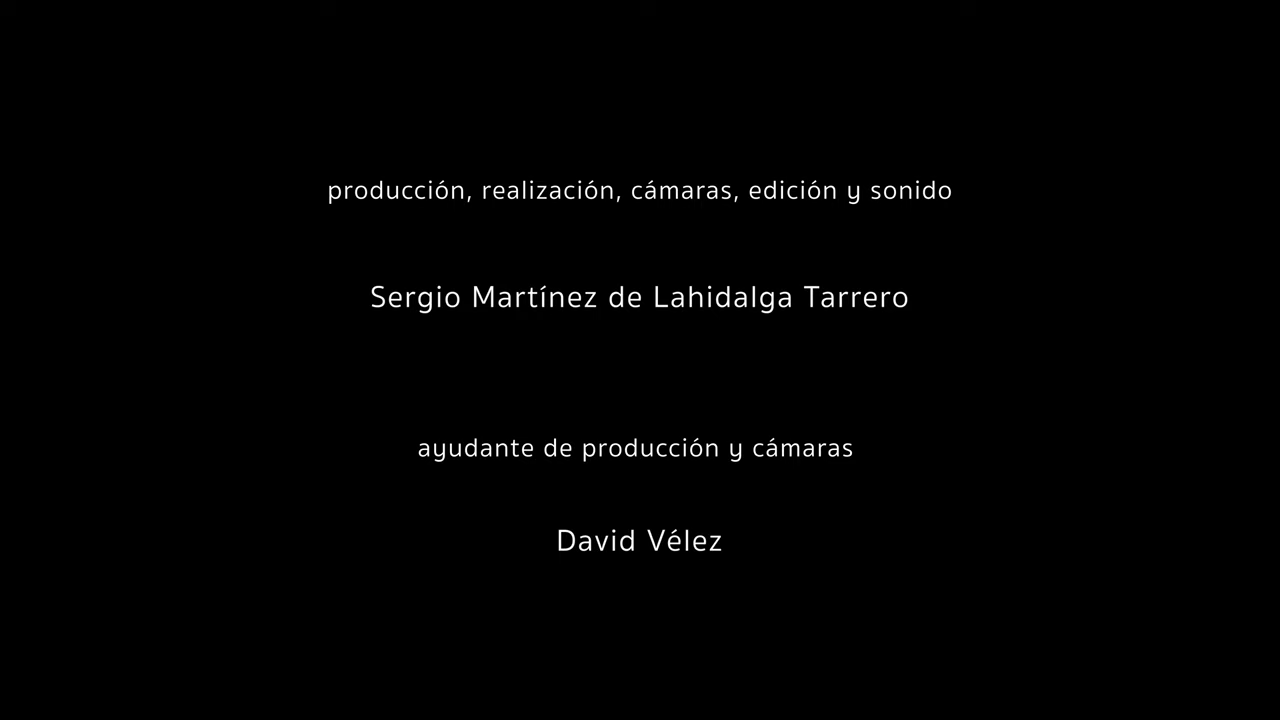 producción, realización, cámaras, edición y sonido
Sergio Martínez de Lahidalga Tarrero
ayudante de producción y cámaras
David Vélez